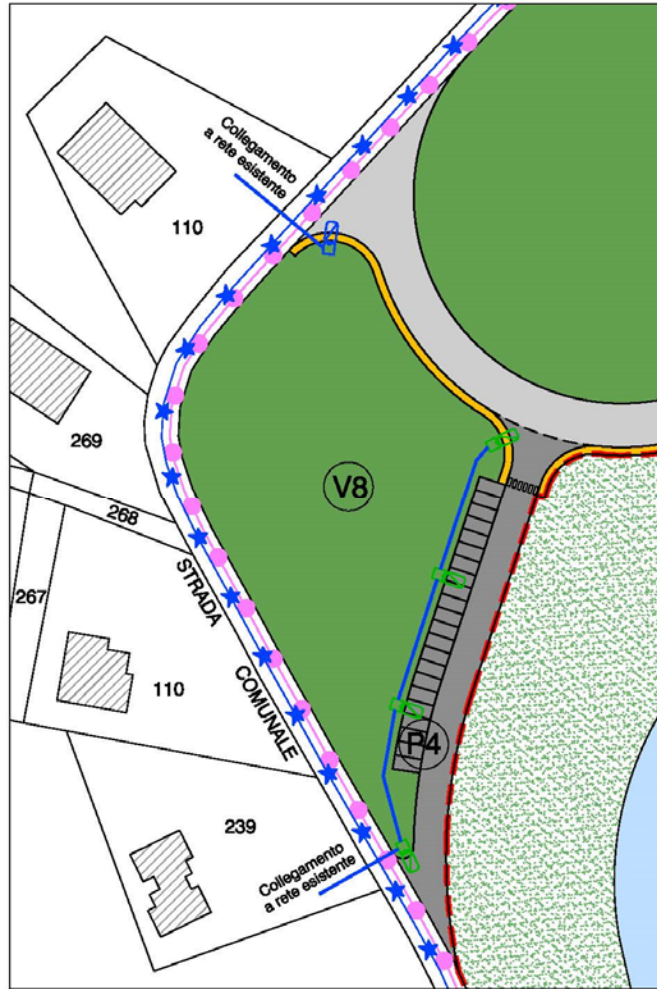 Collegamento
a rete esistente
110
269
268
V8
267
STRADA
COMUNALE
110
P4
239
Collegamento
a rete esistente